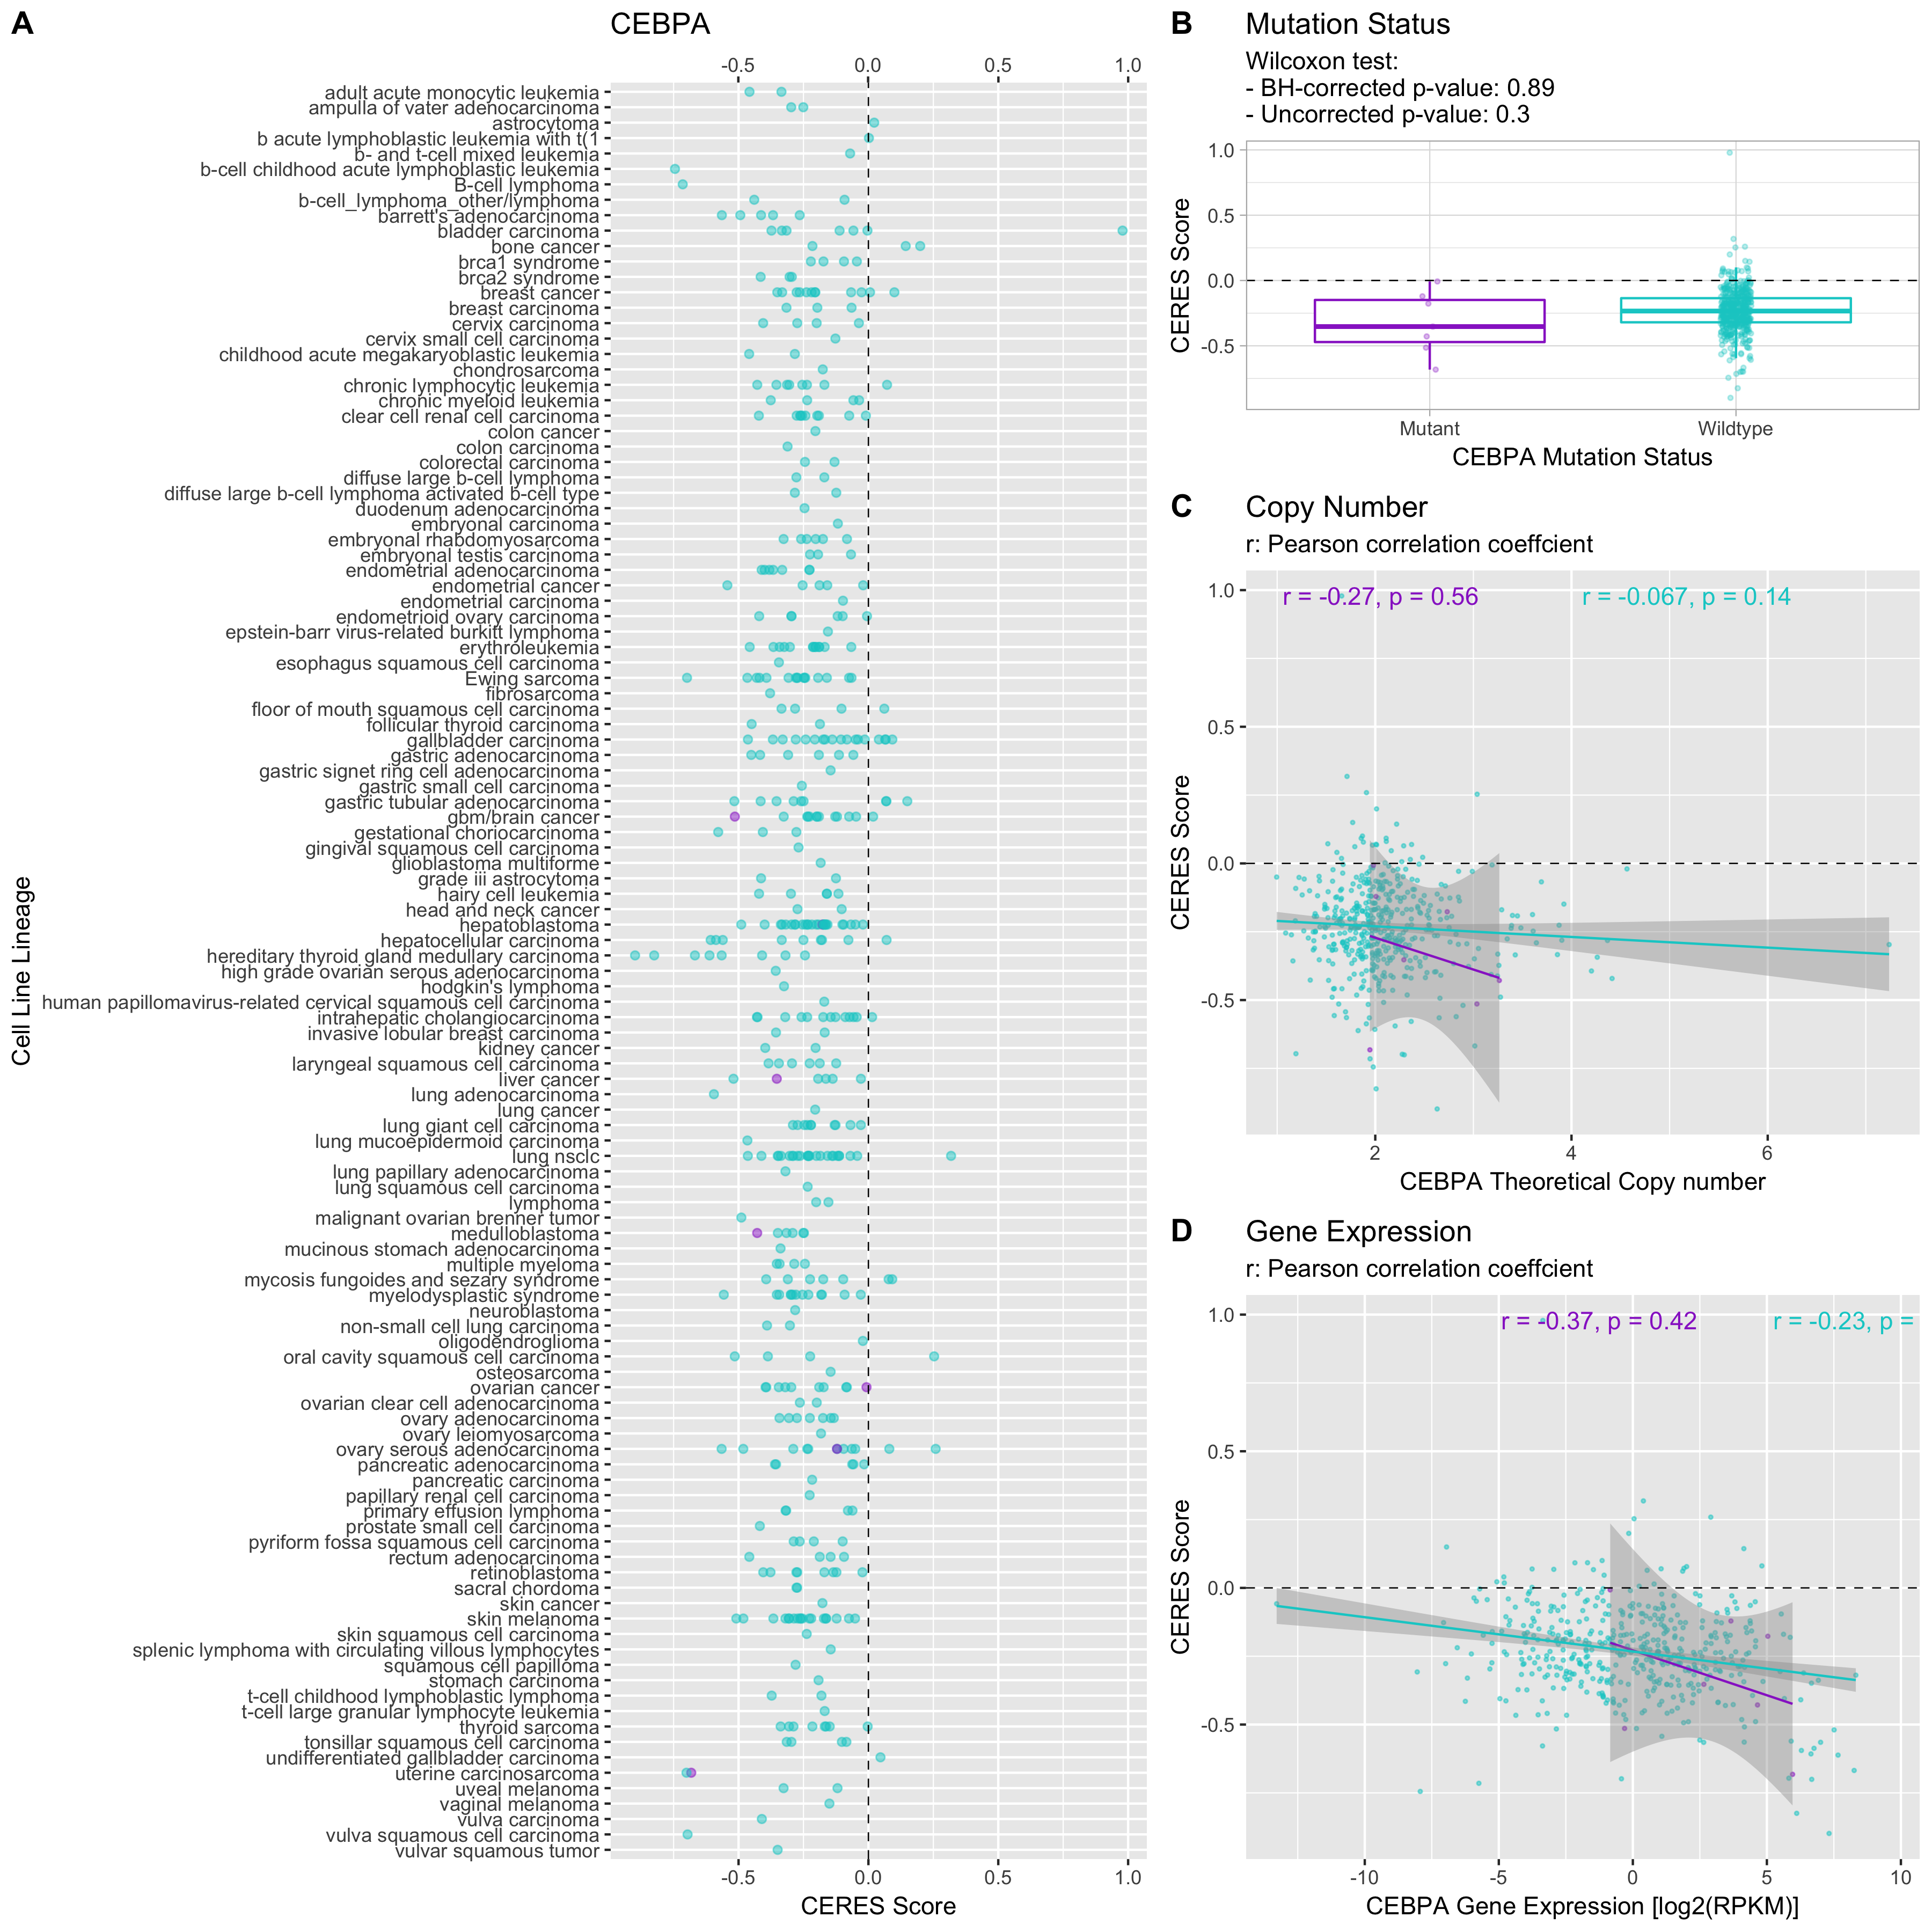 A
CEBPA
-0.5 0.0 0.5 1.0
Cell Line Lineage
adult acute monocytic leukemia
ampulla of vater adenocarcinoma
astrocytoma
b acute lymphoblastic leukemia with t(1
b- and t-cell mixed leukemia
b-cell childhood acute lymphoblastic leukemia
B-cell lymphoma
b-cell_lymphoma_other/lymphoma
barrett's adenocarcinoma
bladder carcinoma
bone cancer
brca1 syndrome
brca2 syndrome
breast cancer
breast carcinoma
cervix carcinoma
cervix small cell carcinoma
childhood acute megakaryoblastic leukemia
chondrosarcoma
chronic lymphocytic leukemia
chronic myeloid leukemia
clear cell renal cell carcinoma
colon cancer
colon carcinoma
colorectal carcinoma
diffuse large b-cell lymphoma
diffuse large b-cell lymphoma activated b-cell type
duodenum adenocarcinoma
embryonal carcinoma
embryonal rhabdomyosarcoma
embryonal testis carcinoma
endometrial adenocarcinoma
endometrial cancer
endometrial carcinoma
endometrioid ovary carcinoma
epstein-barr virus-related burkitt lymphoma
erythroleukemia
esophagus squamous cell carcinoma
Ewing sarcoma
fibrosarcoma
floor of mouth squamous cell carcinoma
follicular thyroid carcinoma
gallbladder carcinoma
gastric adenocarcinoma
gastric signet ring cell adenocarcinoma
gastric small cell carcinoma
gastric tubular adenocarcinoma
gbm/brain cancer
gestational choriocarcinoma
gingival squamous cell carcinoma
glioblastoma multiforme
grade iii astrocytoma
hairy cell leukemia
head and neck cancer
hepatoblastoma
hepatocellular carcinoma
hereditary thyroid gland medullary carcinoma
high grade ovarian serous adenocarcinoma
hodgkin's lymphoma
human papillomavirus-related cervical squamous cell carcinoma
intrahepatic cholangiocarcinoma
invasive lobular breast carcinoma
kidney cancer
laryngeal squamous cell carcinoma
liver cancer
lung adenocarcinoma
lung cancer
lung giant cell carcinoma
lung mucoepidermoid carcinoma
lung nsclc
lung papillary adenocarcinoma
lung squamous cell carcinoma
lymphoma
malignant ovarian brenner tumor
medulloblastoma
mucinous stomach adenocarcinoma
multiple myeloma
mycosis fungoides and sezary syndrome
myelodysplastic syndrome
neuroblastoma
non-small cell lung carcinoma
oligodendroglioma
oral cavity squamous cell carcinoma
osteosarcoma
ovarian cancer
ovarian clear cell adenocarcinoma
ovary adenocarcinoma
ovary leiomyosarcoma
ovary serous adenocarcinoma
pancreatic adenocarcinoma
pancreatic carcinoma
papillary renal cell carcinoma
primary effusion lymphoma
prostate small cell carcinoma
pyriform fossa squamous cell carcinoma
rectum adenocarcinoma
retinoblastoma
sacral chordoma
skin cancer
skin melanoma
skin squamous cell carcinoma
splenic lymphoma with circulating villous lymphocytes
squamous cell papilloma
stomach carcinoma
t-cell childhood lymphoblastic lymphoma
t-cell large granular lymphocyte leukemia
thyroid sarcoma
tonsillar squamous cell carcinoma
undifferentiated gallbladder carcinoma
uterine carcinosarcoma
uveal melanoma
vaginal melanoma
vulva carcinoma
vulva squamous cell carcinoma
vulvar squamous tumor
-0.5 0.0 0.5 1.0
CERES Score
B
Mutation Status
Wilcoxon test:
- BH-corrected p-value: 0.89
- Uncorrected p-value: 0.3
CERES Score
1.0
0.5
0.0
-0.5
Mutant Wildtype
CEBPA Mutation Status
C
Copy Number
r: Pearson correlation coeffcient
r = -0.27, p = 0.56 r = -0.067, p = 0.14
CERES Score
1.0
0.5
0.0
-0.5
2 4 6
CEBPA Theoretical Copy number
D
Gene Expression
r: Pearson correlation coeffcient
r = -0.37, p = 0.42 r = -0.23, p =
CERES Score
1.0
0.5
0.0
-0.5
-10 -5 0 5 10
CEBPA Gene Expression [log2(RPKM)]